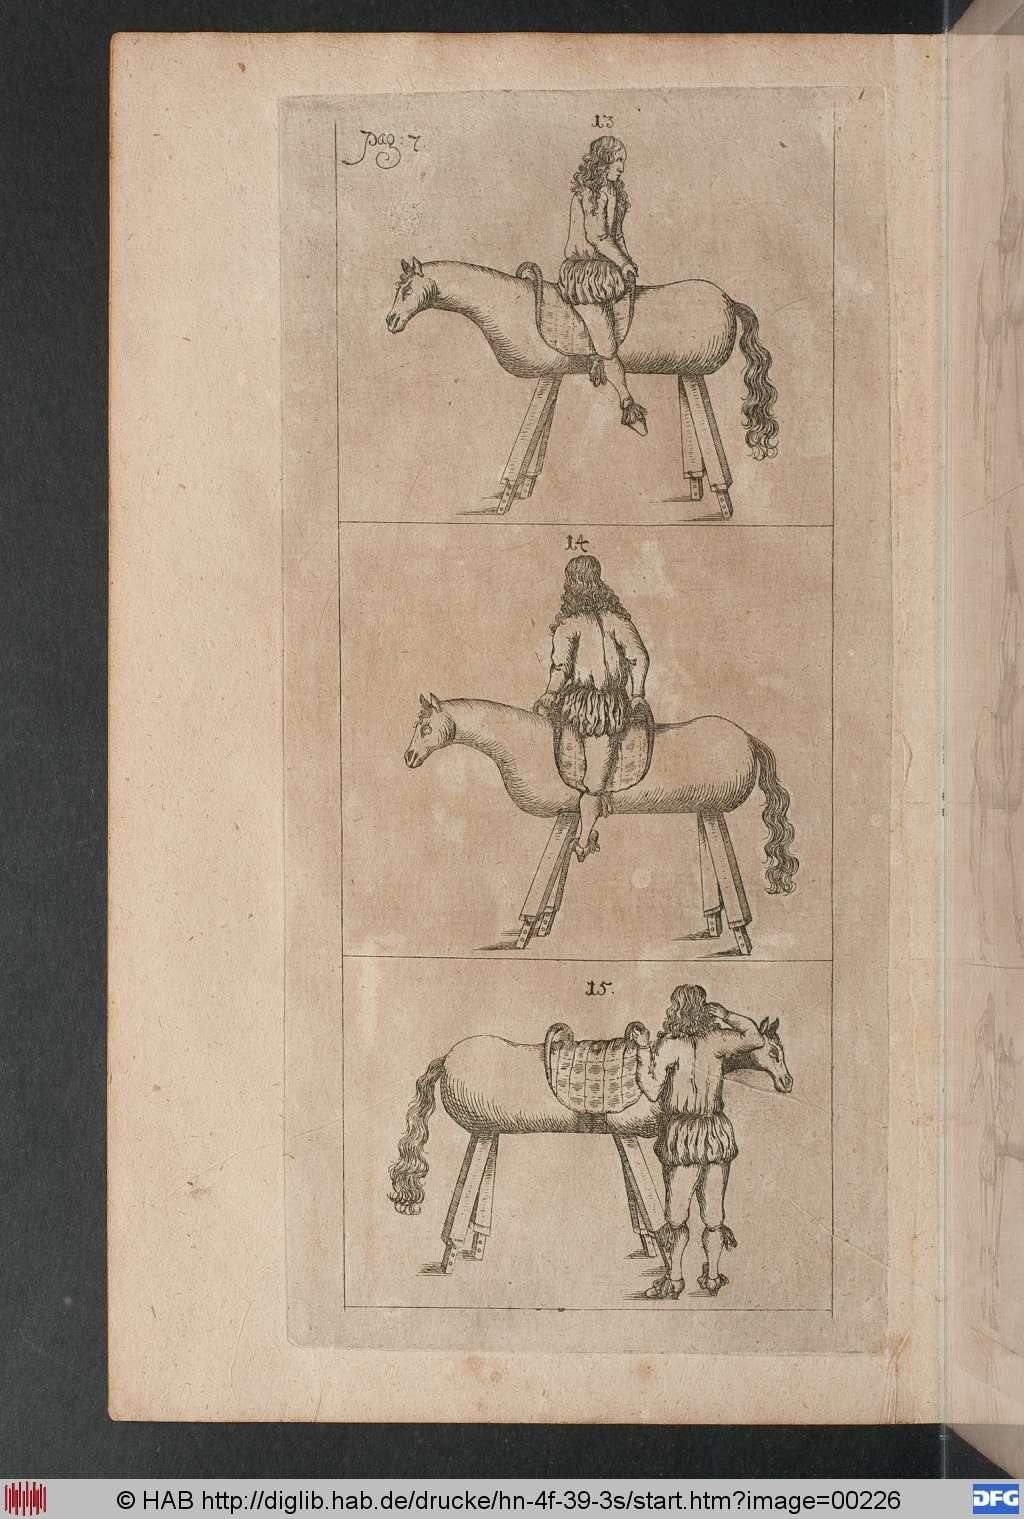 13
pag: 7.
14.
15.
© HAB http://diglib.hab.de/drucke/hn-4f-39-3s/start.htm?image=00226
DFG